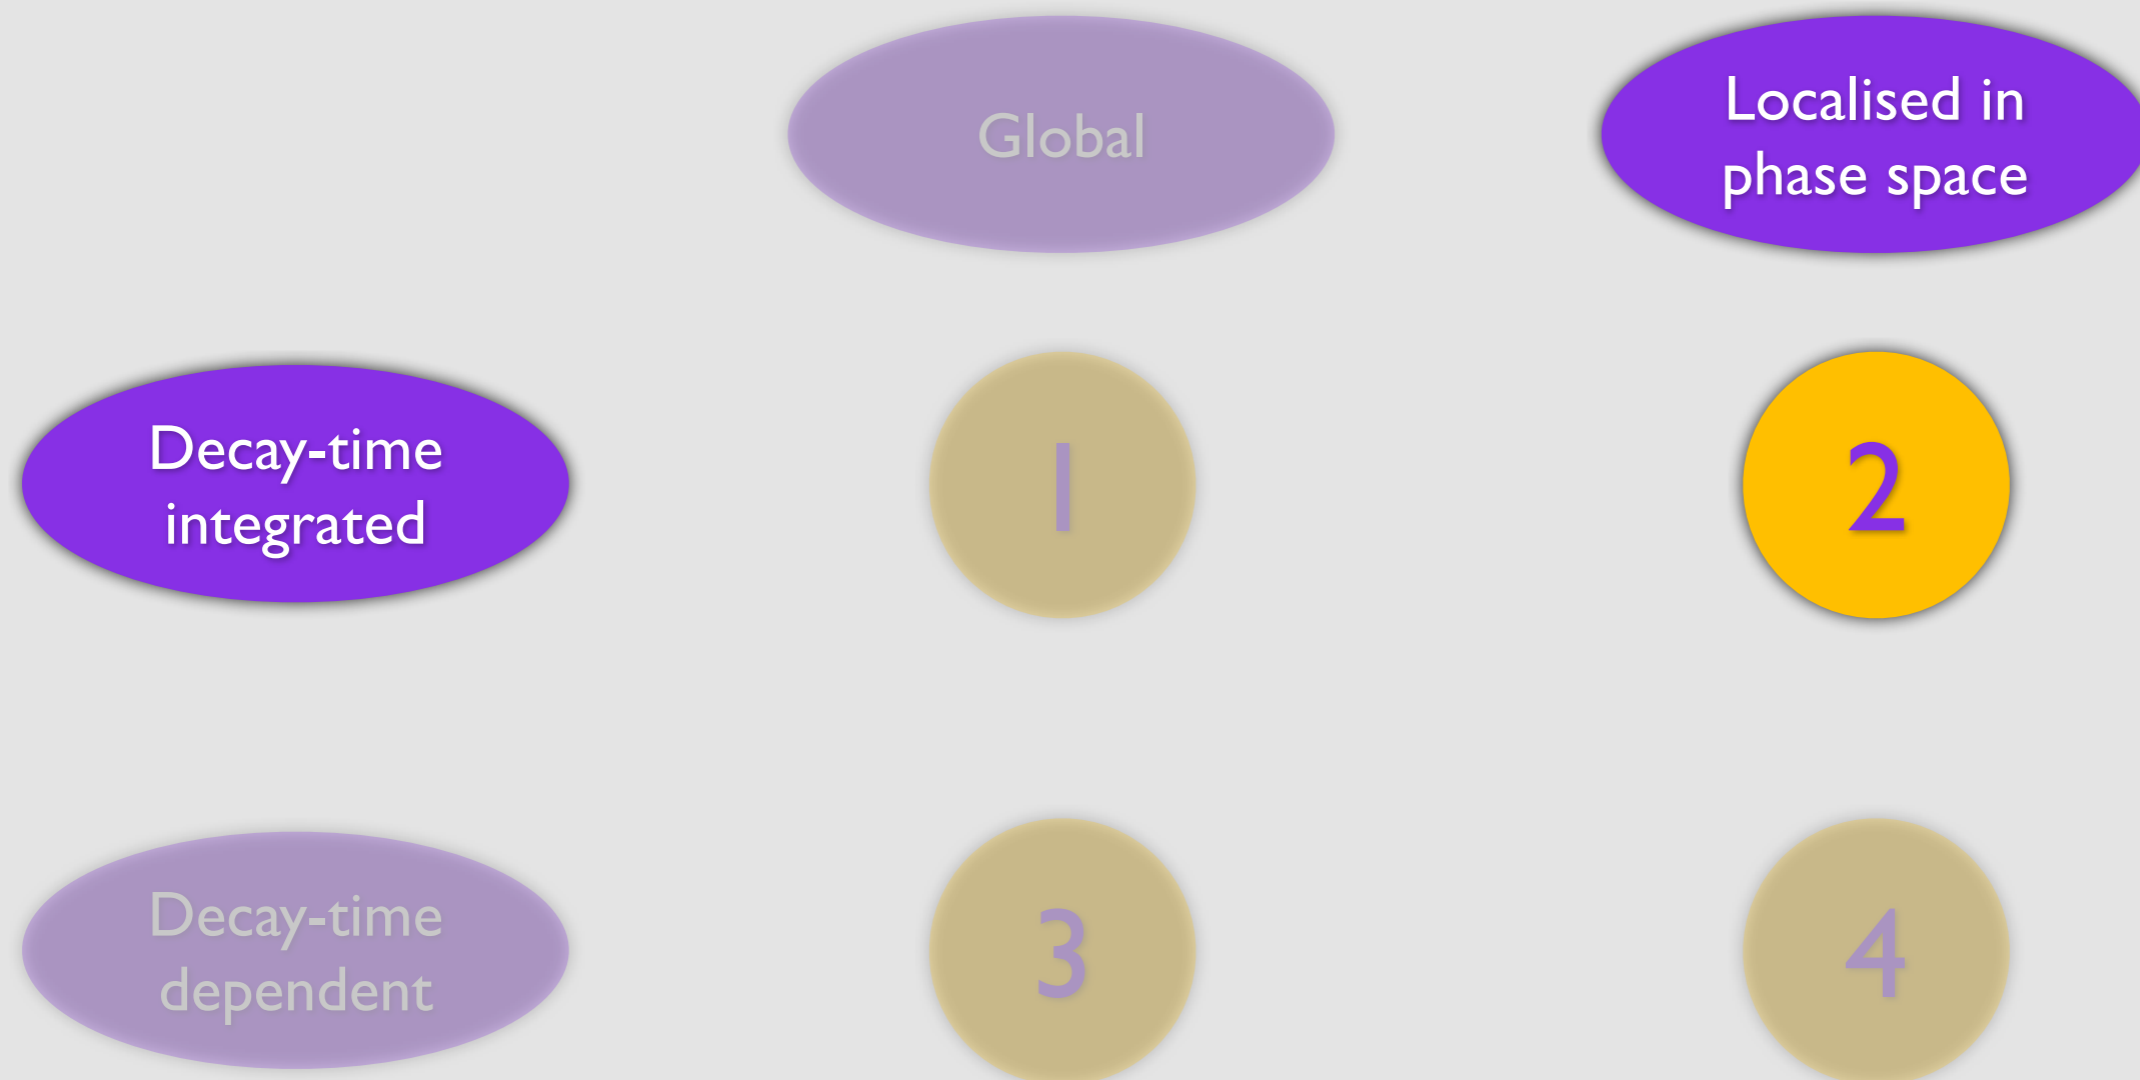 Global
Localised in
phase space
Decay-time
integrated
1
2
Decay-time
dependent
3
4